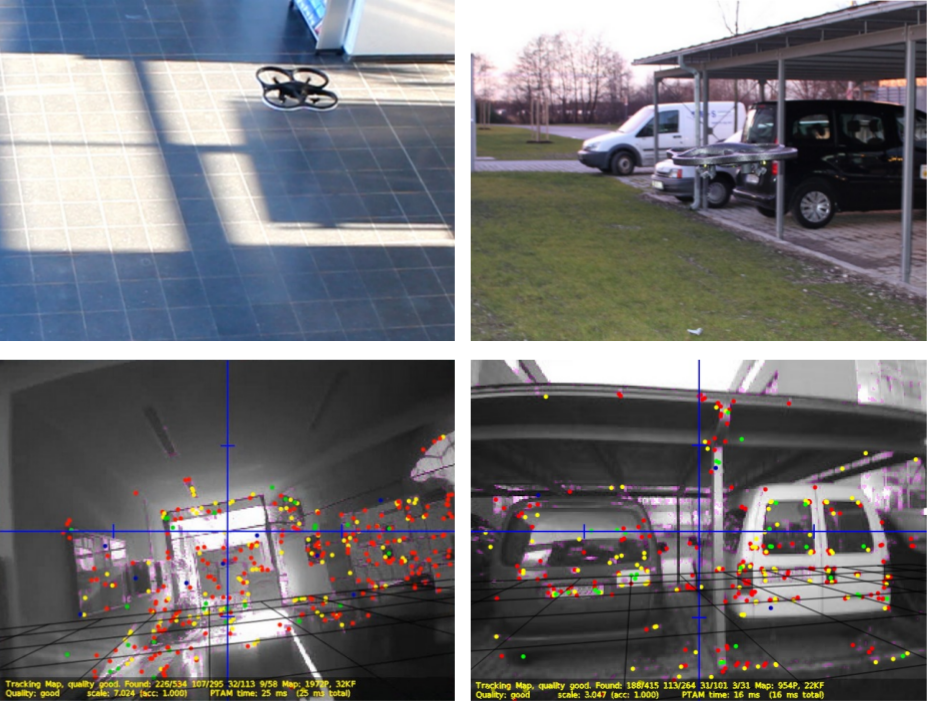 Tracking Map, quality good. Found: 226/534 107/295 32/113 9/58 Map: 1972P, 32KF
Quality: good scale: 7.024 (acc: 1.000) PTAM time: 25 ms (25 ms total)
Tracking Map, quality good. Found: 188/415 113/264 31/101 3/31 Map: 954P, 22KF
Quality: good scale: 3.047 (acc: 1.000) PTAM time: 16 ms (16 ms total)